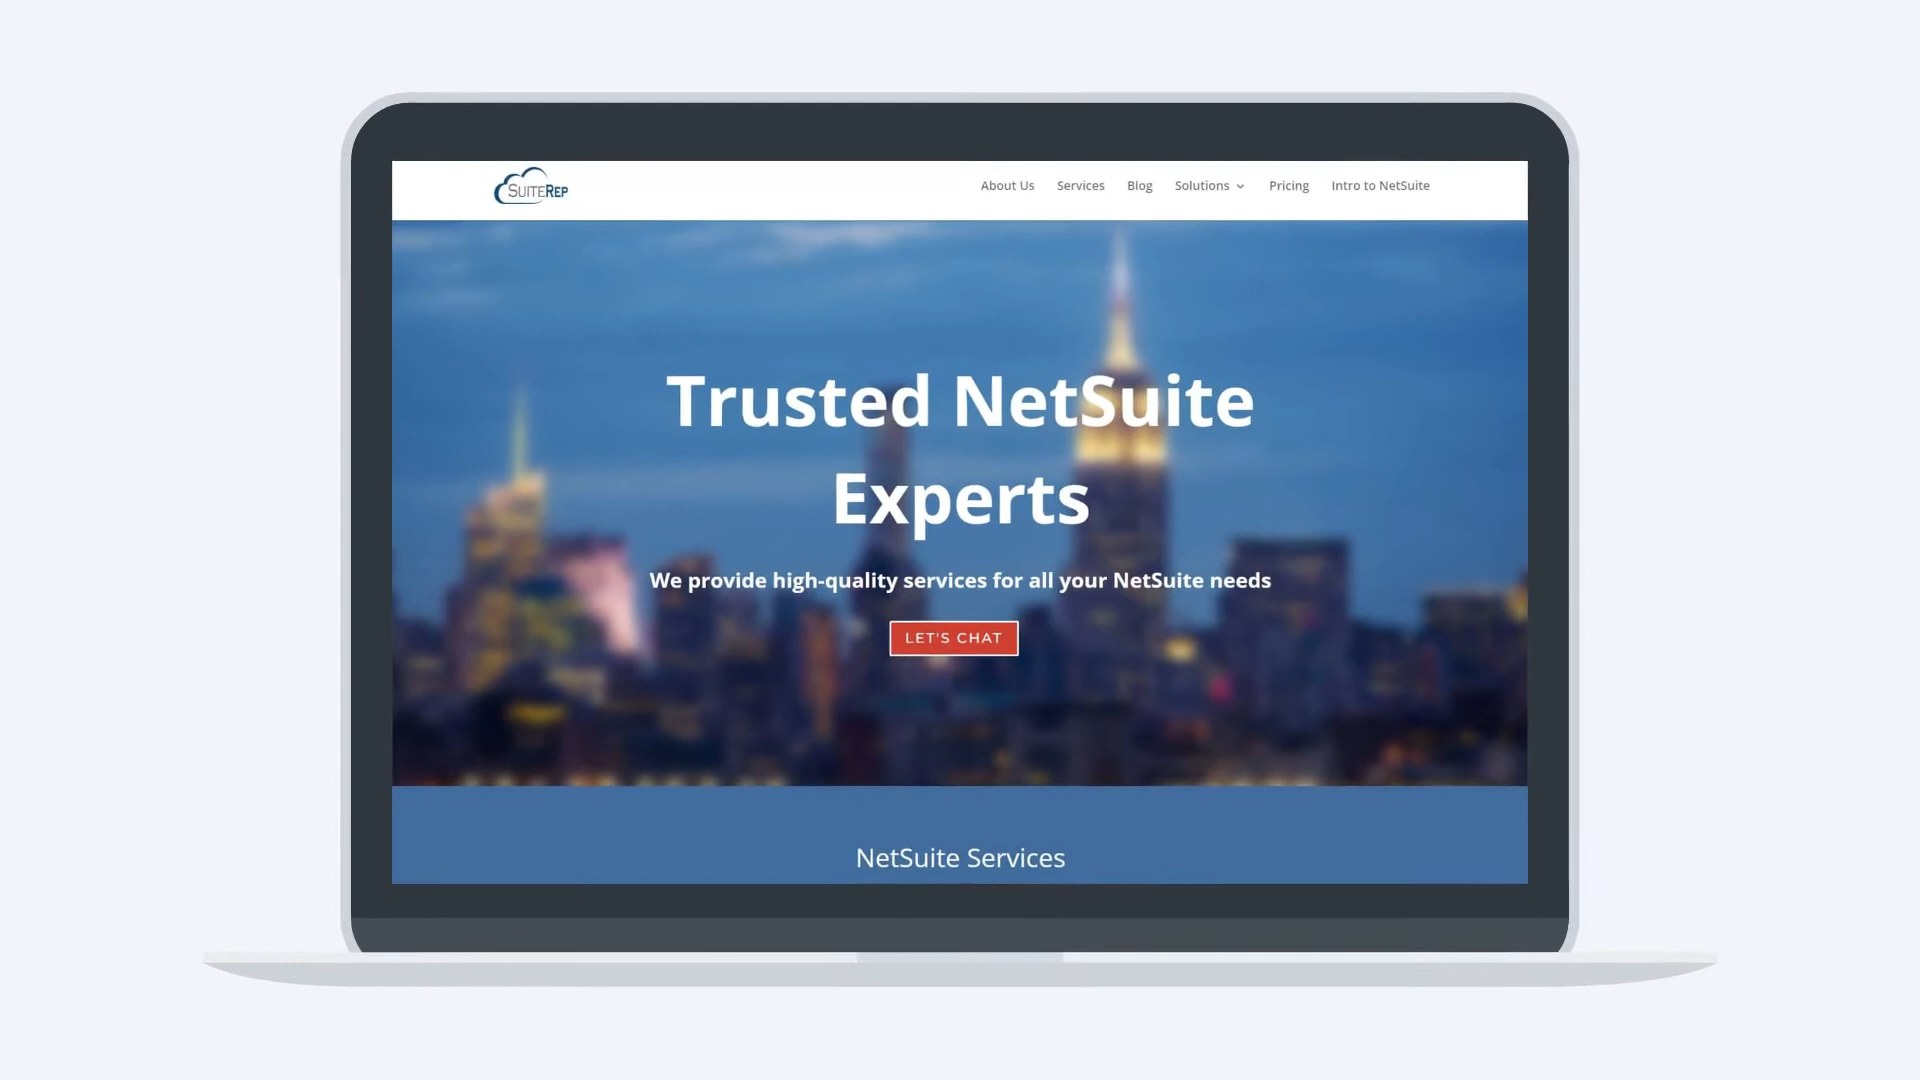 SUITEREP
About Us Services Blog Solutions Pricing Intro to NetSuite
Trusted NetSuite
Experts
We provide high-quality services for all your NetSuite needs
LET'S CHAT
NetSuite Services